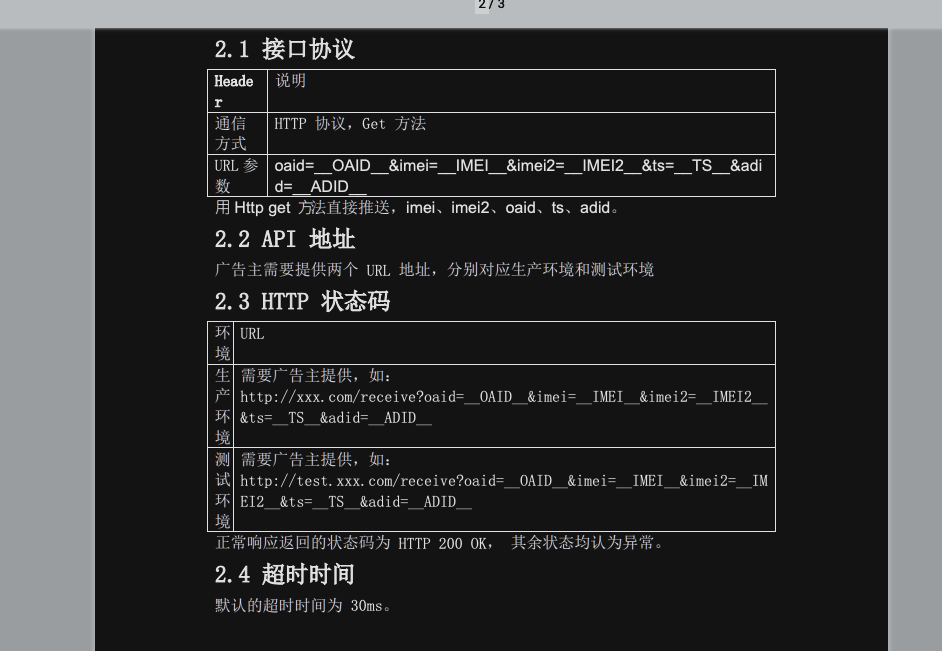 2 / 3
2.1 接口协议
Heade 说明
r
通信 HTTP 协议，Get 方法
方式
URL 参 oaid=__OAID__&imei=__IMEI__&imei2=__IMEI2__&ts=__TS__&adi
数 d=__ADID__
用 Http get 方法直接推送，imei、imei2、oaid、ts、adid。
2.2 API 地址
广告主需要提供两个 URL 地址，分别对应生产环境和测试环境
2.3 HTTP 状态码
环 URL
境
生 需要广告主提供，如：
产 http://xxx.com/receive?oaid=__OAID__&imei=__IMEI__&imei2=__IMEI2__
环 &ts=__TS__&adid=__ADID__
境
测 需要广告主提供，如：
试 http://test.xxx.com/receive?oaid=__OAID__&imei=__IMEI__&imei2=__IM
环 EI2__&ts=__TS__&adid=__ADID__
境
正常响应返回的状态码为 HTTP 200 OK， 其余状态均认为异常。
2.4 超时时间
默认的超时时间为 30ms。